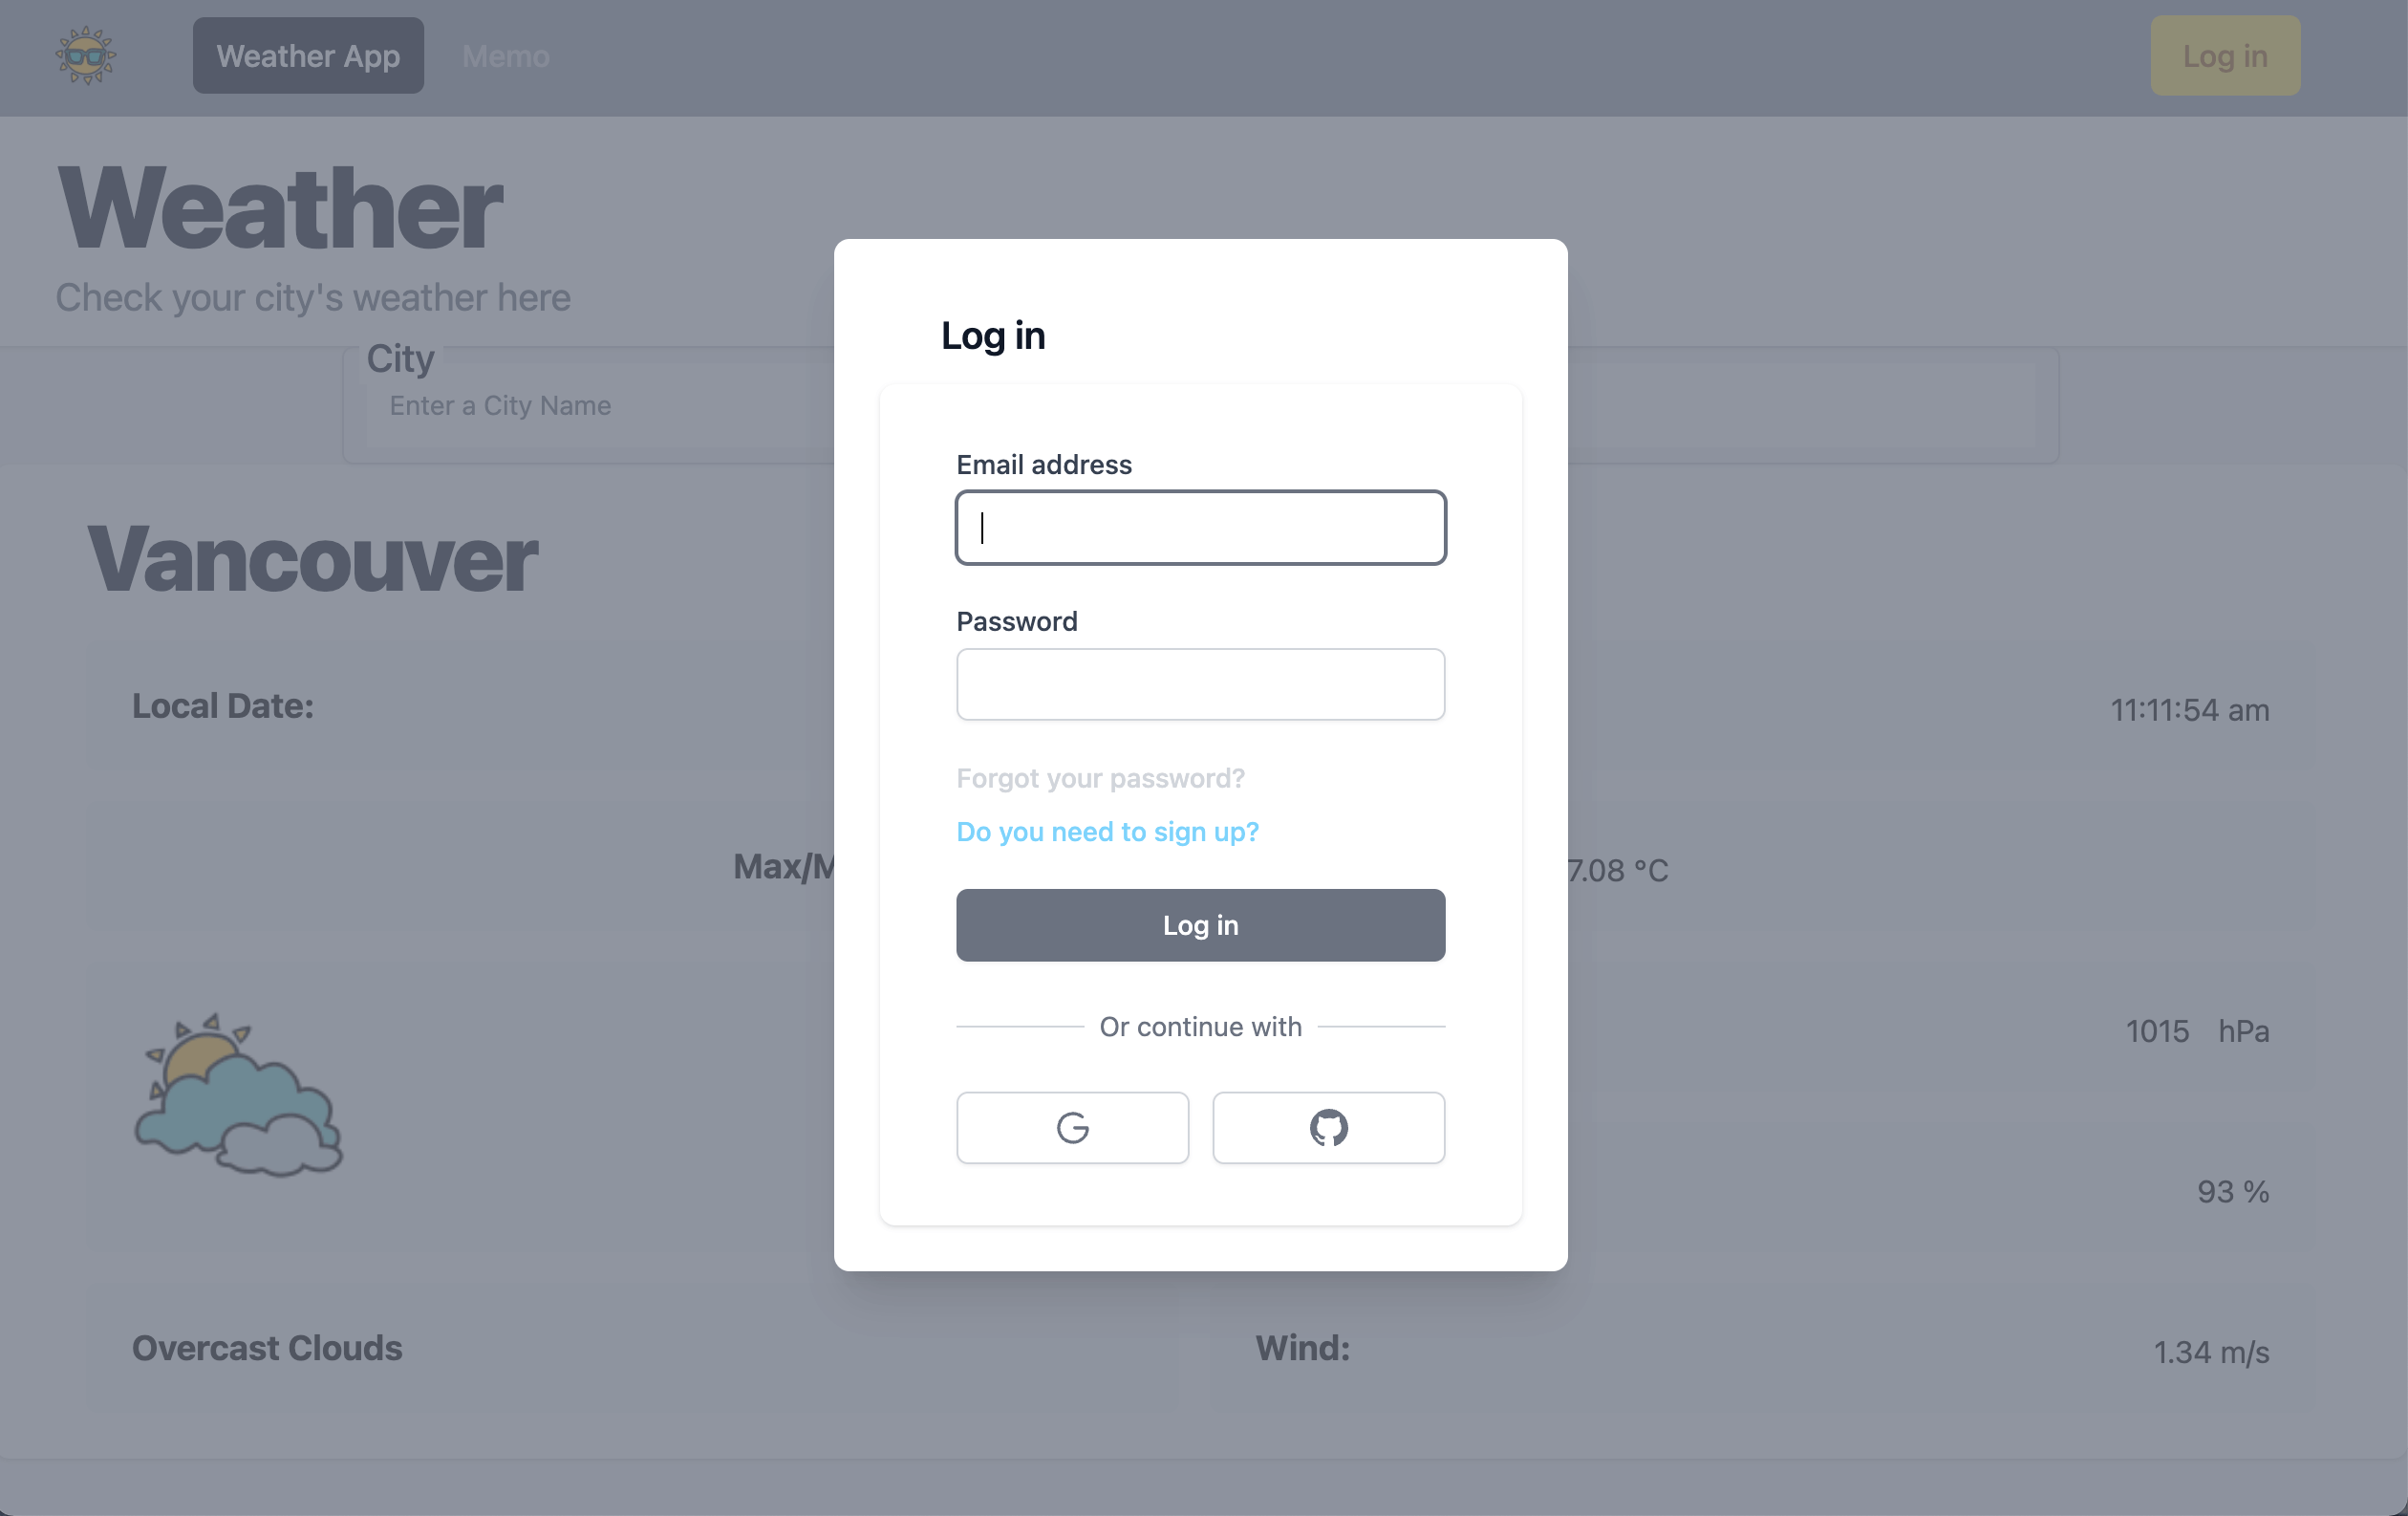 Weather App Memo Log in
Weather
Check your city's weather here
City
Enter a City Name
Vancouver
Local Date: 11:11:54 am
Max/M 7.08 °C
1015 hPa
93 %
Overcast Clouds
Wind: 1.34 m/s
Log in
Email address
Password
Forgot your password?
Do you need to sign up?
Log in
Or continue with